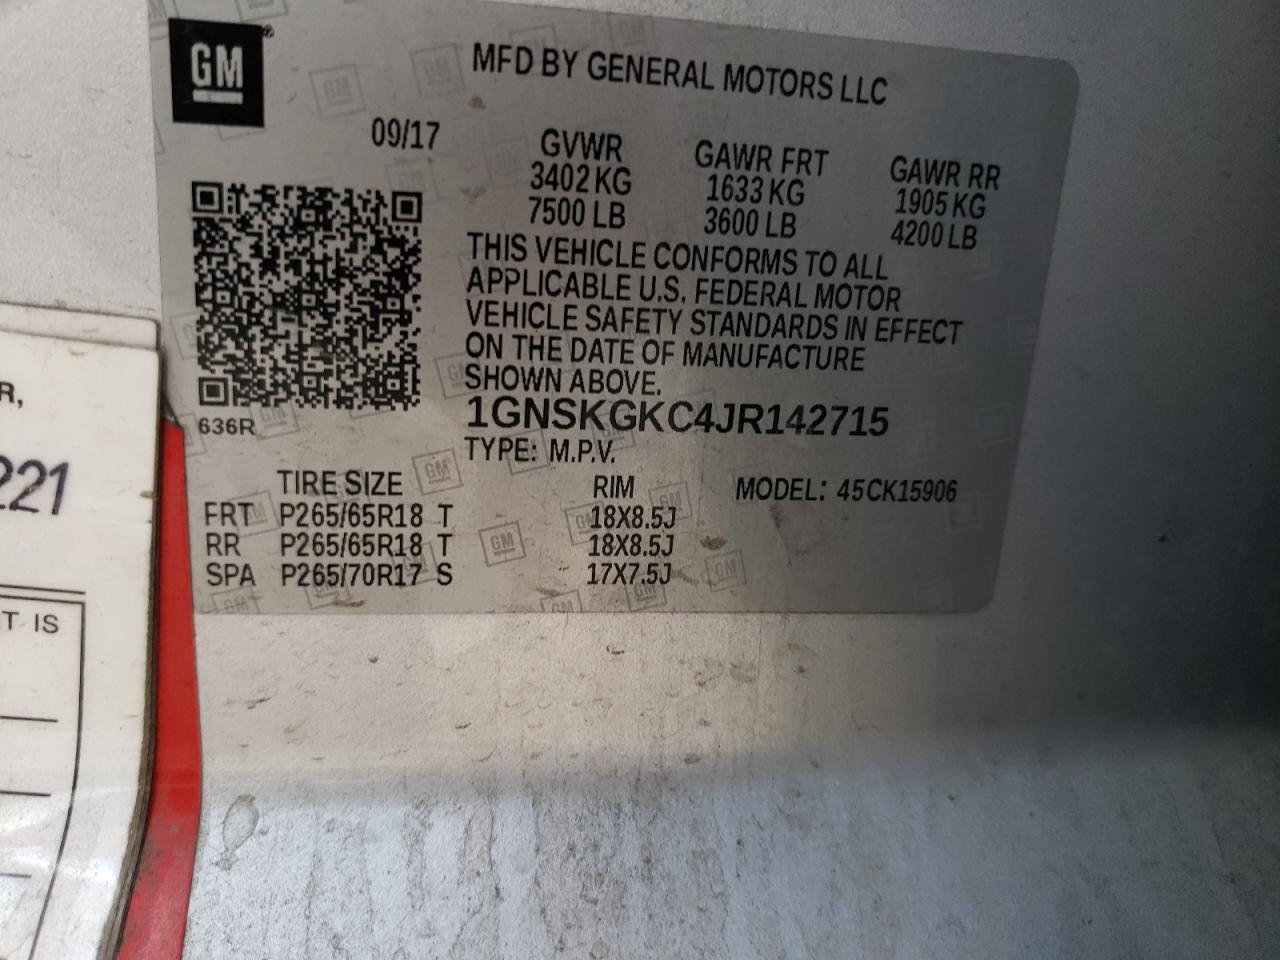 GM
MFD BY GENERAL MOTORS LLC
09/17
GVWR GAWR FRT GAWR RR
3402 KG 1633 KG 1905 KG
7500 LB 3600 LB 4200 LB
THIS VEHICLE CONFORMS TO ALL
APPLICABLE U.S. FEDERAL MOTOR
VEHICLE SAFETY STANDARDS IN EFFECT
ON THE DATE OF MANUFACTURE
SHOWN ABOVE.
1GNSKGKC4JR142715
636R
TYPE: M.P.V.
TIRE SIZE RIM MODEL: 45CK15906
FRT P265/65R18 T 18X8.5J
RR P265/65R18 T 18X8.5J
SPA P265/70R17 S 17X7.5J
R,
221
T IS